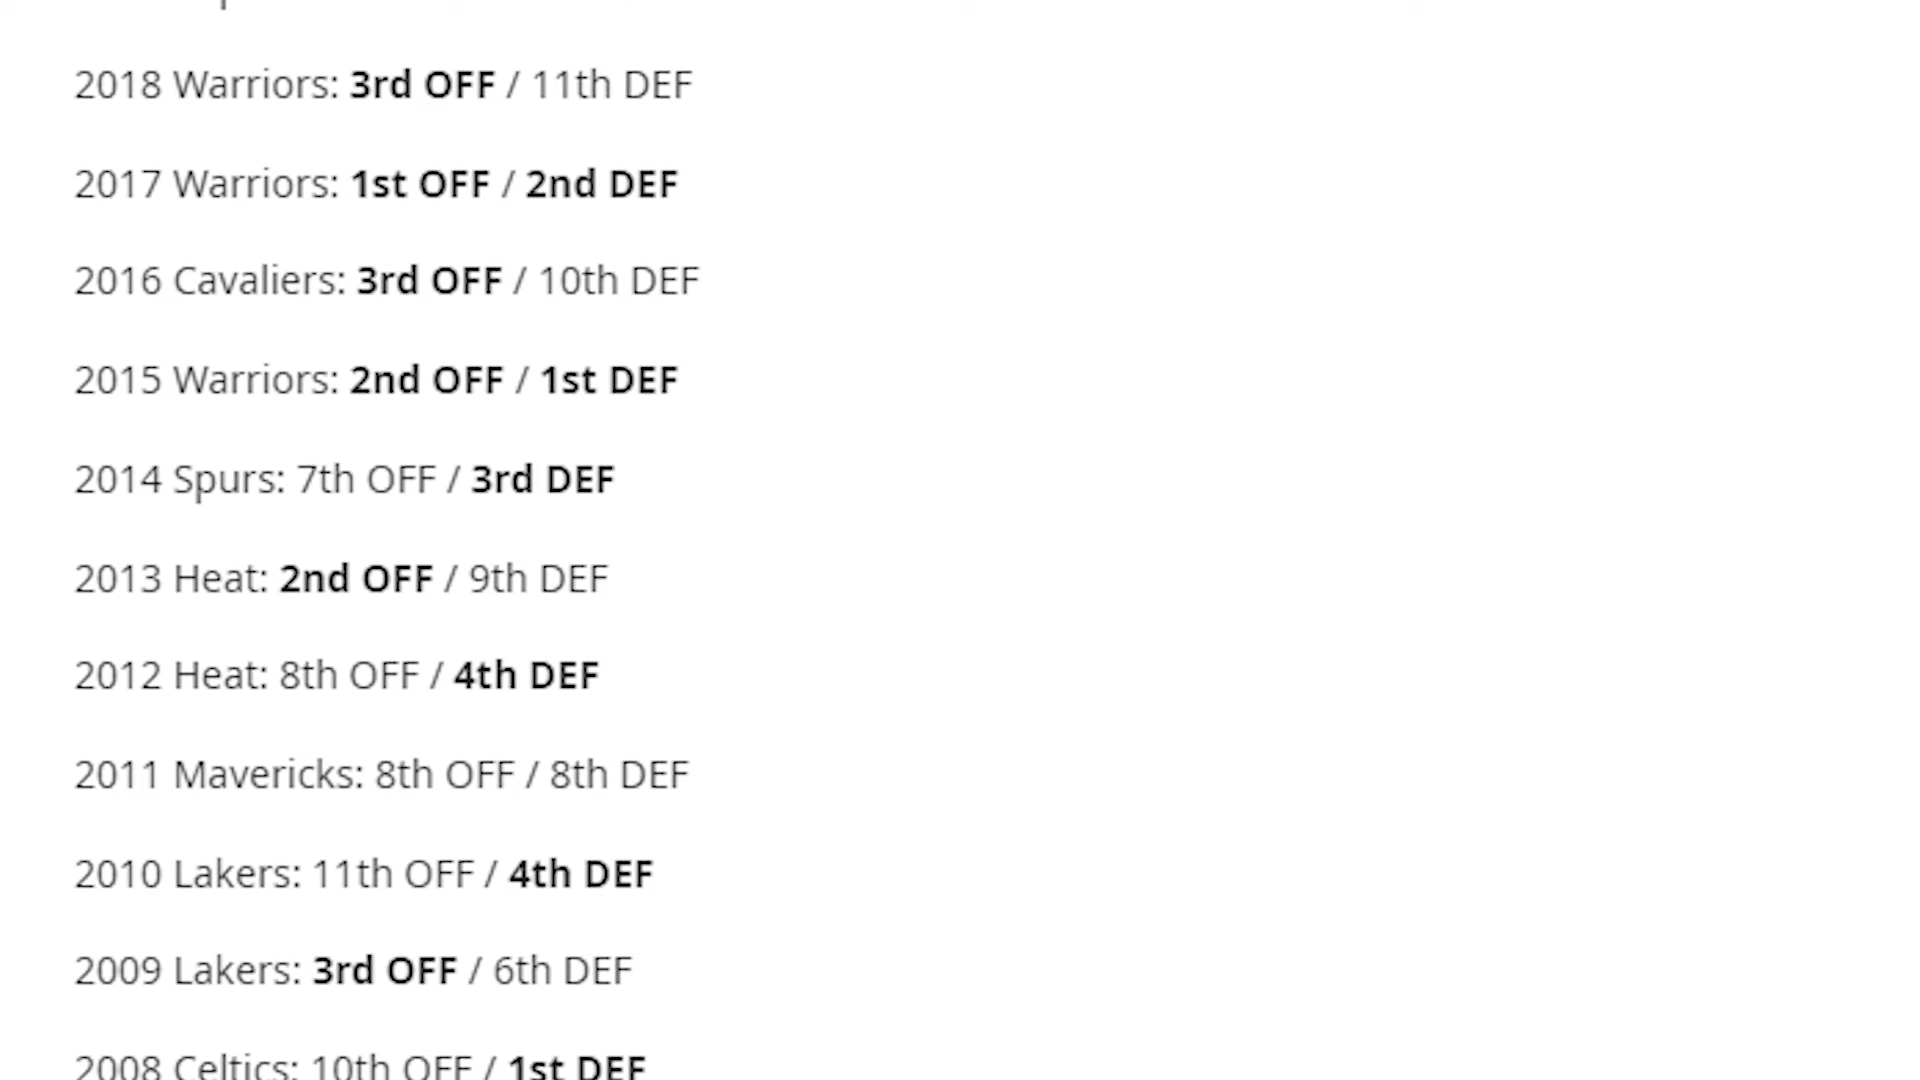 2018 Warriors: 3rd OFF / 11th DEF
2017 Warriors: 1st OFF / 2nd DEF
2016 Cavaliers: 3rd OFF / 10th DEF
2015 Warriors: 2nd OFF / 1st DEF
2014 Spurs: 7th OFF / 3rd DEF
2013 Heat: 2nd OFF / 9th DEF
2012 Heat: 8th OFF / 4th DEF
2011 Mavericks: 8th OFF / 8th DEF
2010 Lakers: 11th OFF / 4th DEF
2009 Lakers: 3rd OFF / 6th DEF
2008 Celtics: 10th OFF / 1st DEF